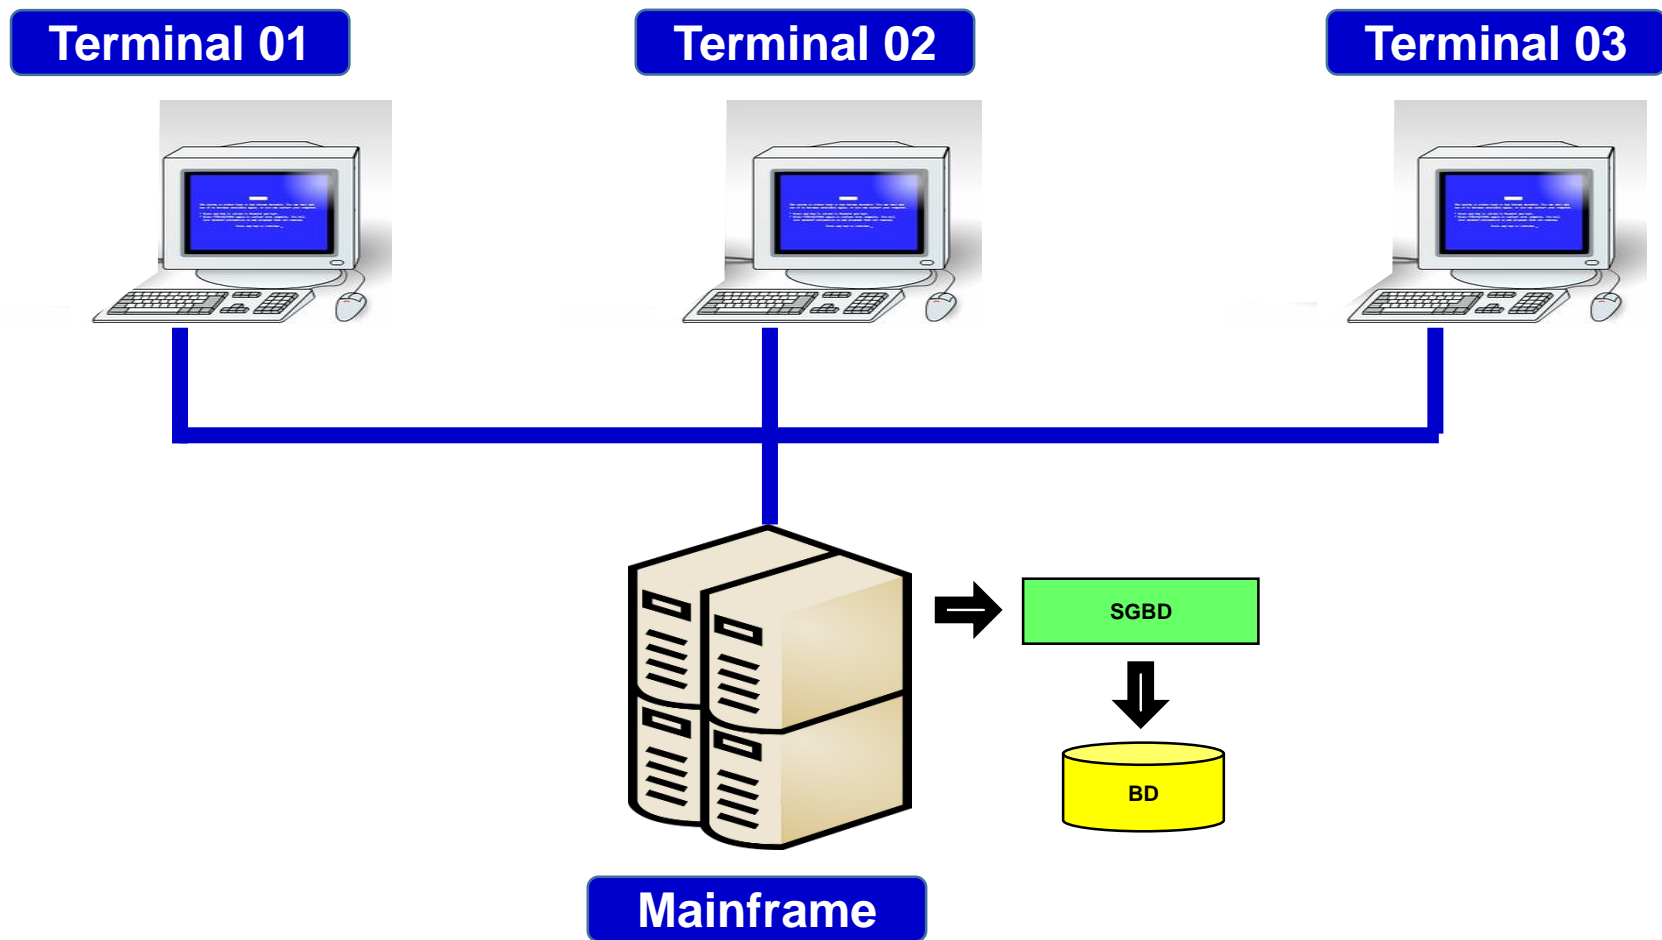 Terminal 01
Terminal 02
Terminal 03
SGBD
BD
Mainframe